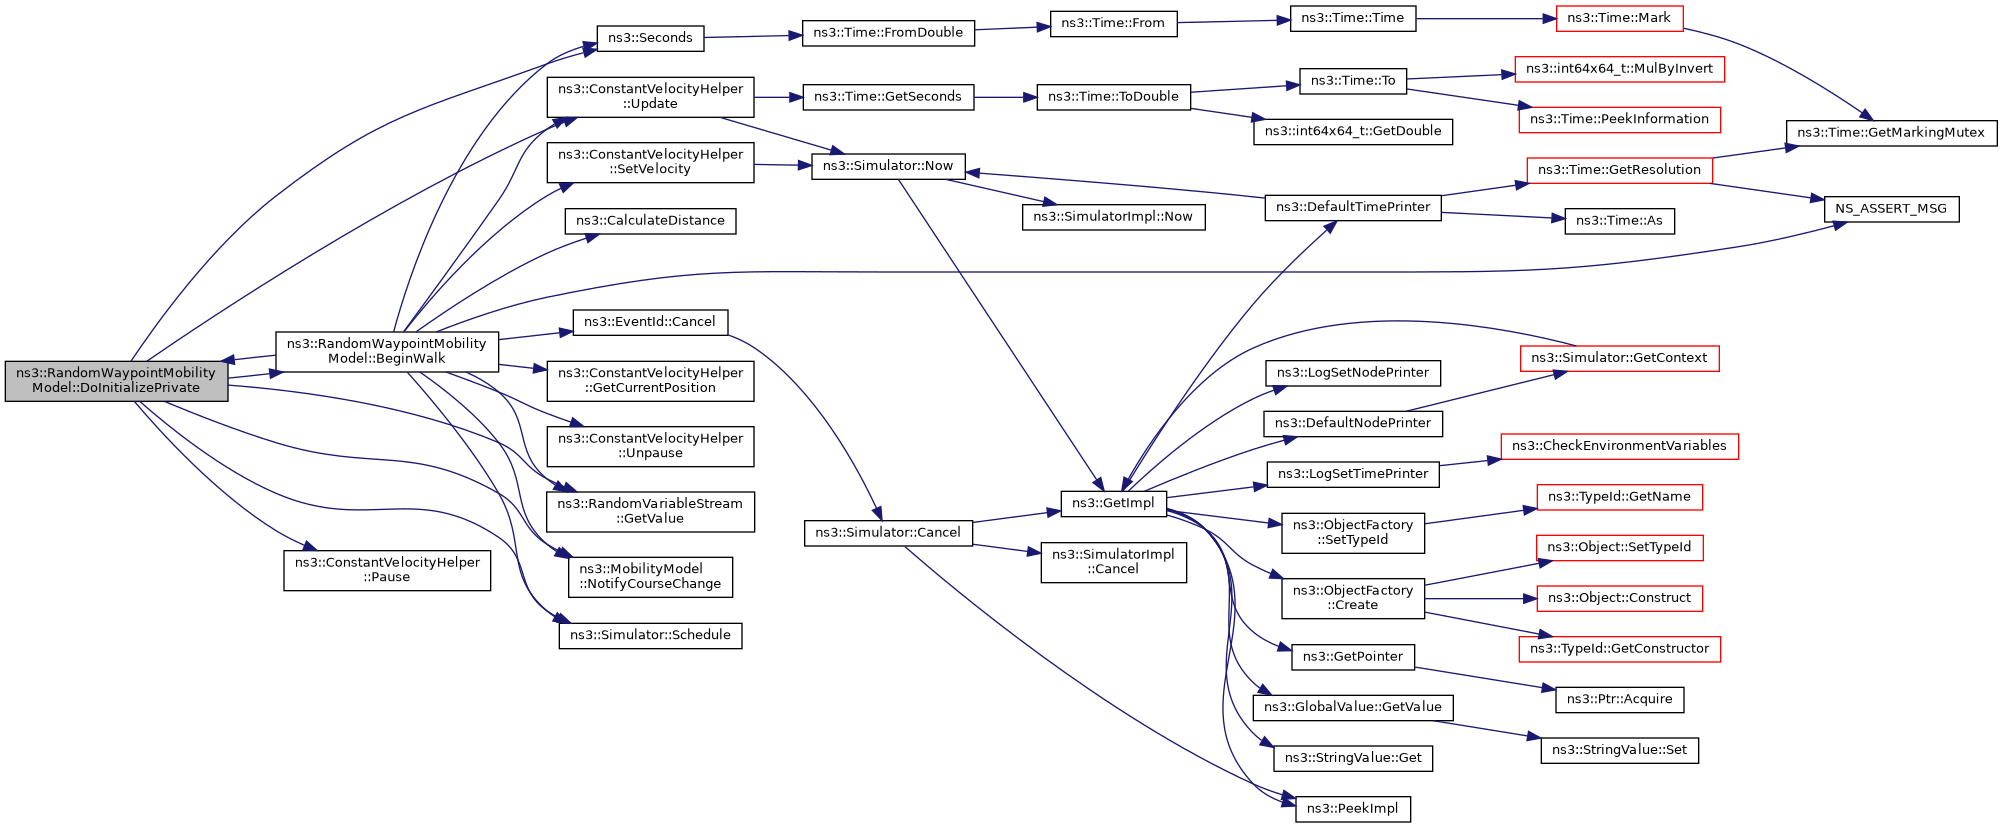 ns3::RandomWaypointMobility
Model::DoInitializePrivate
ns3::RandomWaypointMobility
Model::BeginWalk
ns3::ConstantVelocityHelper
::Pause
ns3::Seconds
ns3::ConstantVelocityHelper
::Update
ns3::ConstantVelocityHelper
::SetVelocity
ns3::CalculateDistance
ns3::EventId::Cancel
ns3::ConstantVelocityHelper
::GetCurrentPosition
ns3::ConstantVelocityHelper
::Unpause
ns3::RandomVariableStream
::GetValue
ns3::MobilityModel
::NotifyCourseChange
ns3::Simulator::Schedule
ns3::Time::FromDouble
ns3::Time::GetSeconds
ns3::Simulator::Now
ns3::Simulator::Cancel
ns3::Time::From
ns3::Time::ToDouble
ns3::SimulatorImpl::Now
ns3::GetImpl
ns3::SimulatorImpl
::Cancel
ns3::Time::Time
ns3::Time::To
ns3::int64x64_t::GetDouble
ns3::DefaultTimePrinter
ns3::LogSetNodePrinter
ns3::DefaultNodePrinter
ns3::LogSetTimePrinter
ns3::ObjectFactory
::SetTypeId
ns3::ObjectFactory
::Create
ns3::GetPointer
ns3::GlobalValue::GetValue
ns3::StringValue::Get
ns3::PeekImpl
ns3::Time::Mark
ns3::int64x64_t::MulByInvert
ns3::Time::PeekInformation
ns3::Time::GetResolution
ns3::Time::As
ns3::Simulator::GetContext
ns3::CheckEnvironmentVariables
ns3::TypeId::GetName
ns3::Object::SetTypeId
ns3::Object::Construct
ns3::TypeId::GetConstructor
ns3::Ptr::Acquire
ns3::StringValue::Set
ns3::Time::GetMarkingMutex
NS_ASSERT_MSG